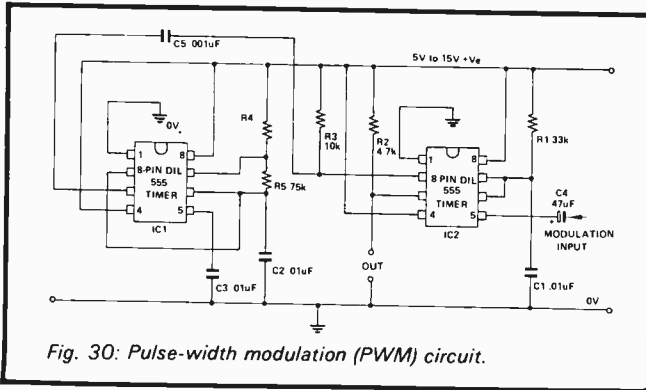 C5 .001uF
5V to 15V +Ve
0V.
R4
R3
10k
R2
4.7k
R1 33k
1
8
8-PIN DIL
555
TIMER
4
5
IC1
R5 75k
1
8
8-PIN DIL
555
TIMER
4
5
IC2
C4
47uF
+
MODULATION
INPUT
C3 .01uF
C2 .01uF
OUT
C1 .01uF
0V
Fig. 30: Pulse-width modulation (PWM) circuit.